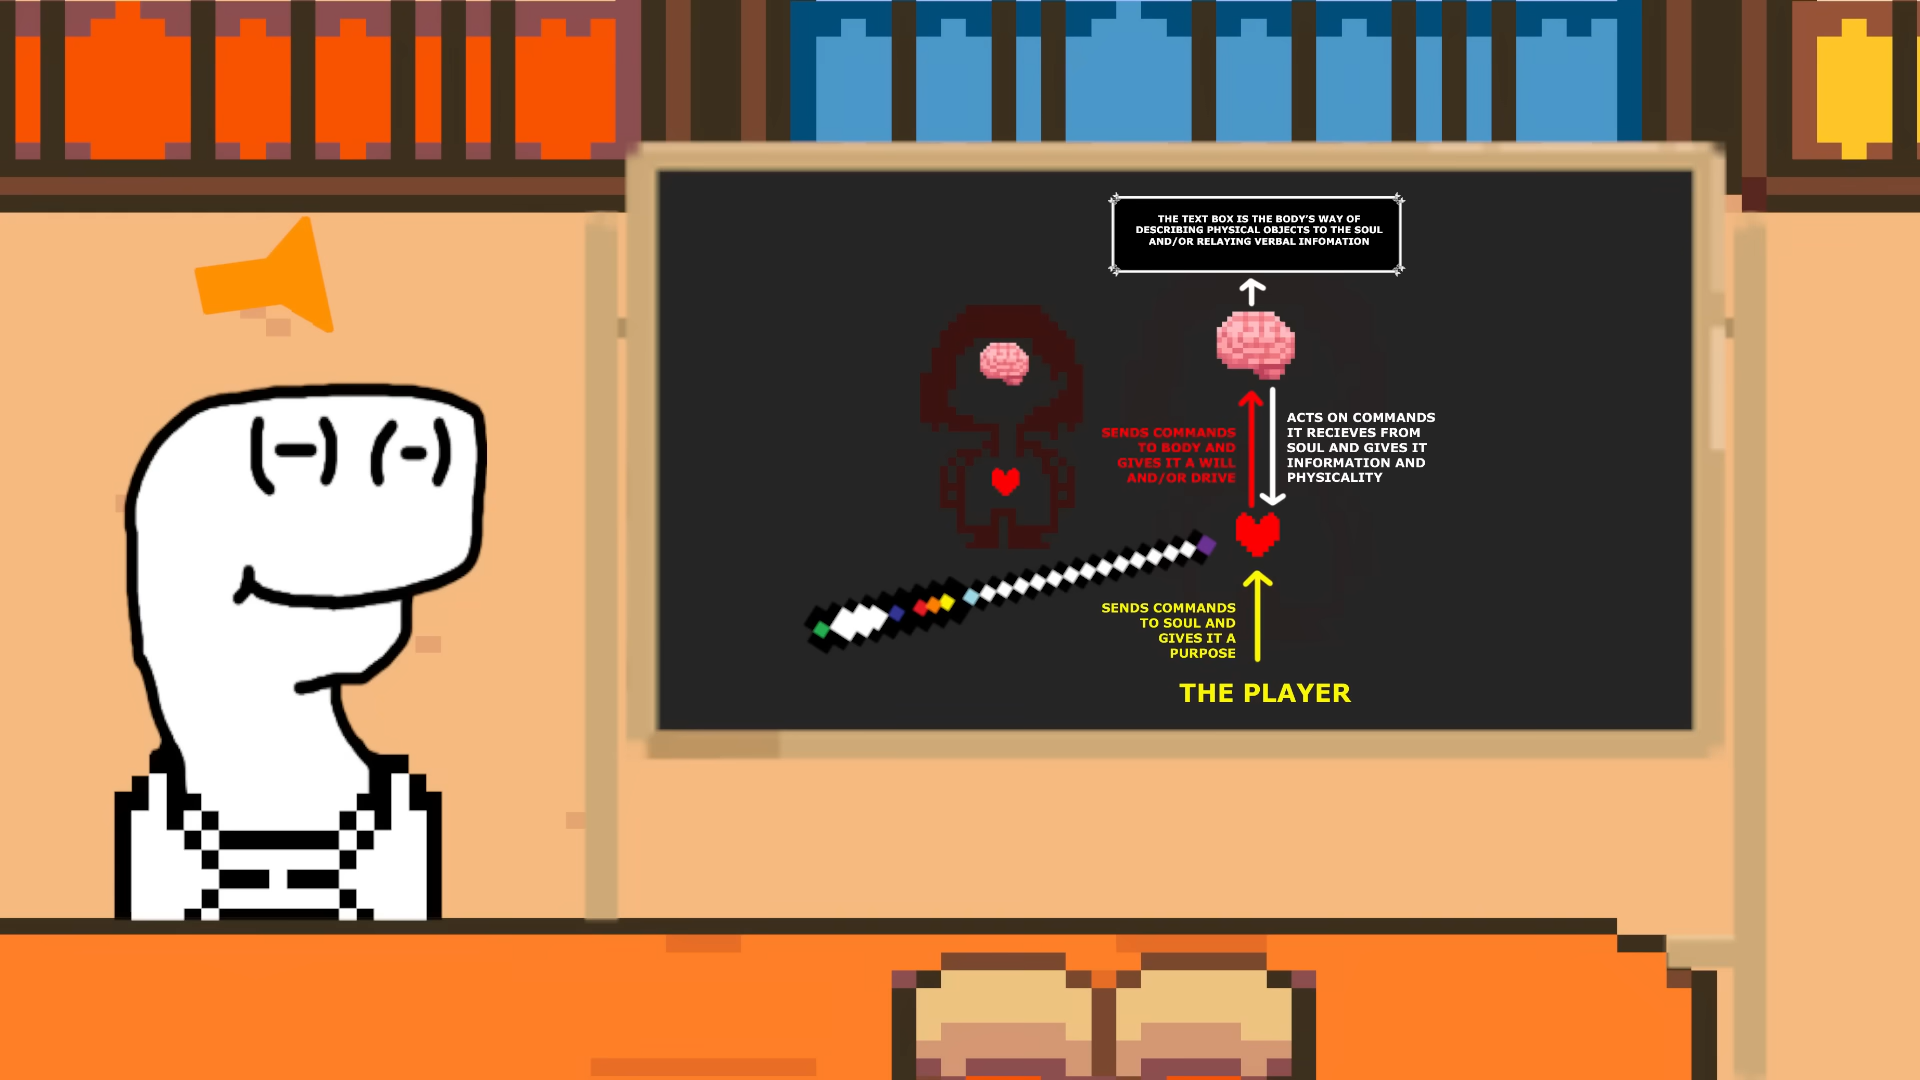 THE TEXT BOX IS THE BODY'S WAY OF
DESCRIBING PHYSICAL OBJECTS TO THE SOUL
AND/OR RELAYING VERBAL INFOMATION
ACTS ON COMMANDS
IT RECIEVES FROM
SOUL AND GIVES IT
INFORMATION AND
PHYSICALITY
SENDS COMMANDS
TO BODY AND
GIVES IT A WILL
AND/OR DRIVE
SENDS COMMANDS
TO SOUL AND
GIVES IT A
PURPOSE
THE PLAYER